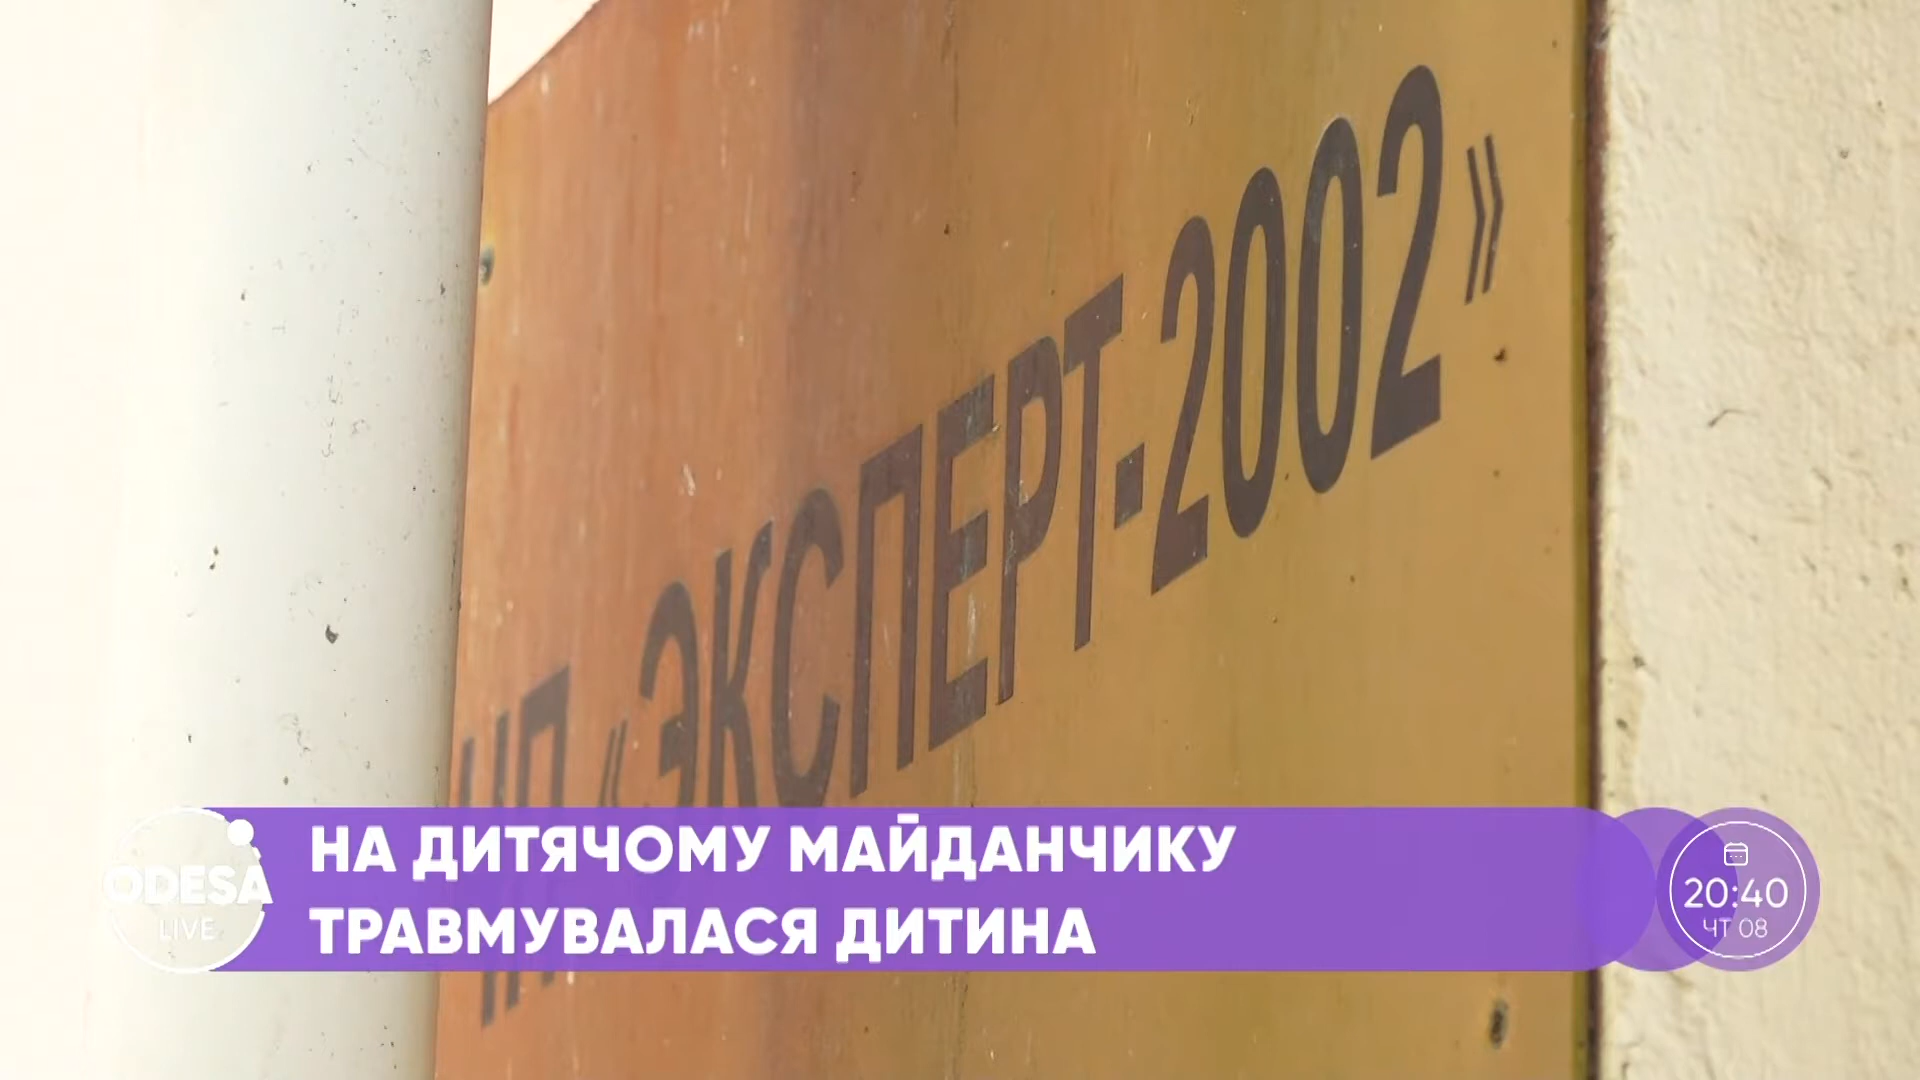 «ЭКСПЕРТ-2002»
НА ДИТЯЧОМУ МАЙДАНЧИКУ
ТРАВМУВАЛАСЯ ДИТИНА
ODESA
LIVE
20:40
ЧТ 08